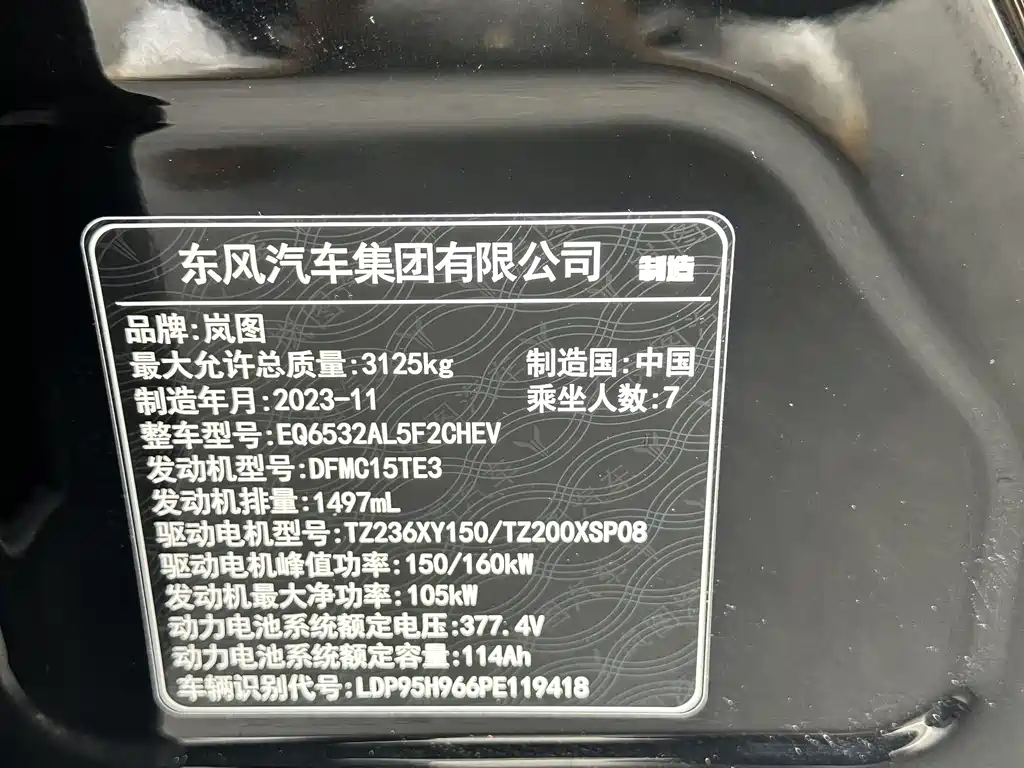 东风汽车集团有限公司 制造
品牌:岚图
最大允许总质量:3125kg 制造国:中国
制造年月:2023-11 乘坐人数:7
整车型号:EQ6532AL5F2CHEV
发动机型号:DFMC15TE3
发动机排量:1497mL
驱动电机型号:TZ236XY150/TZ200XSP08
驱动电机峰值功率:150/160kW
发动机最大净功率:105kW
动力电池系统额定电压:377.4V
动力电池系统额定容量:114Ah
车辆识别代号:LDP95H966PE119418